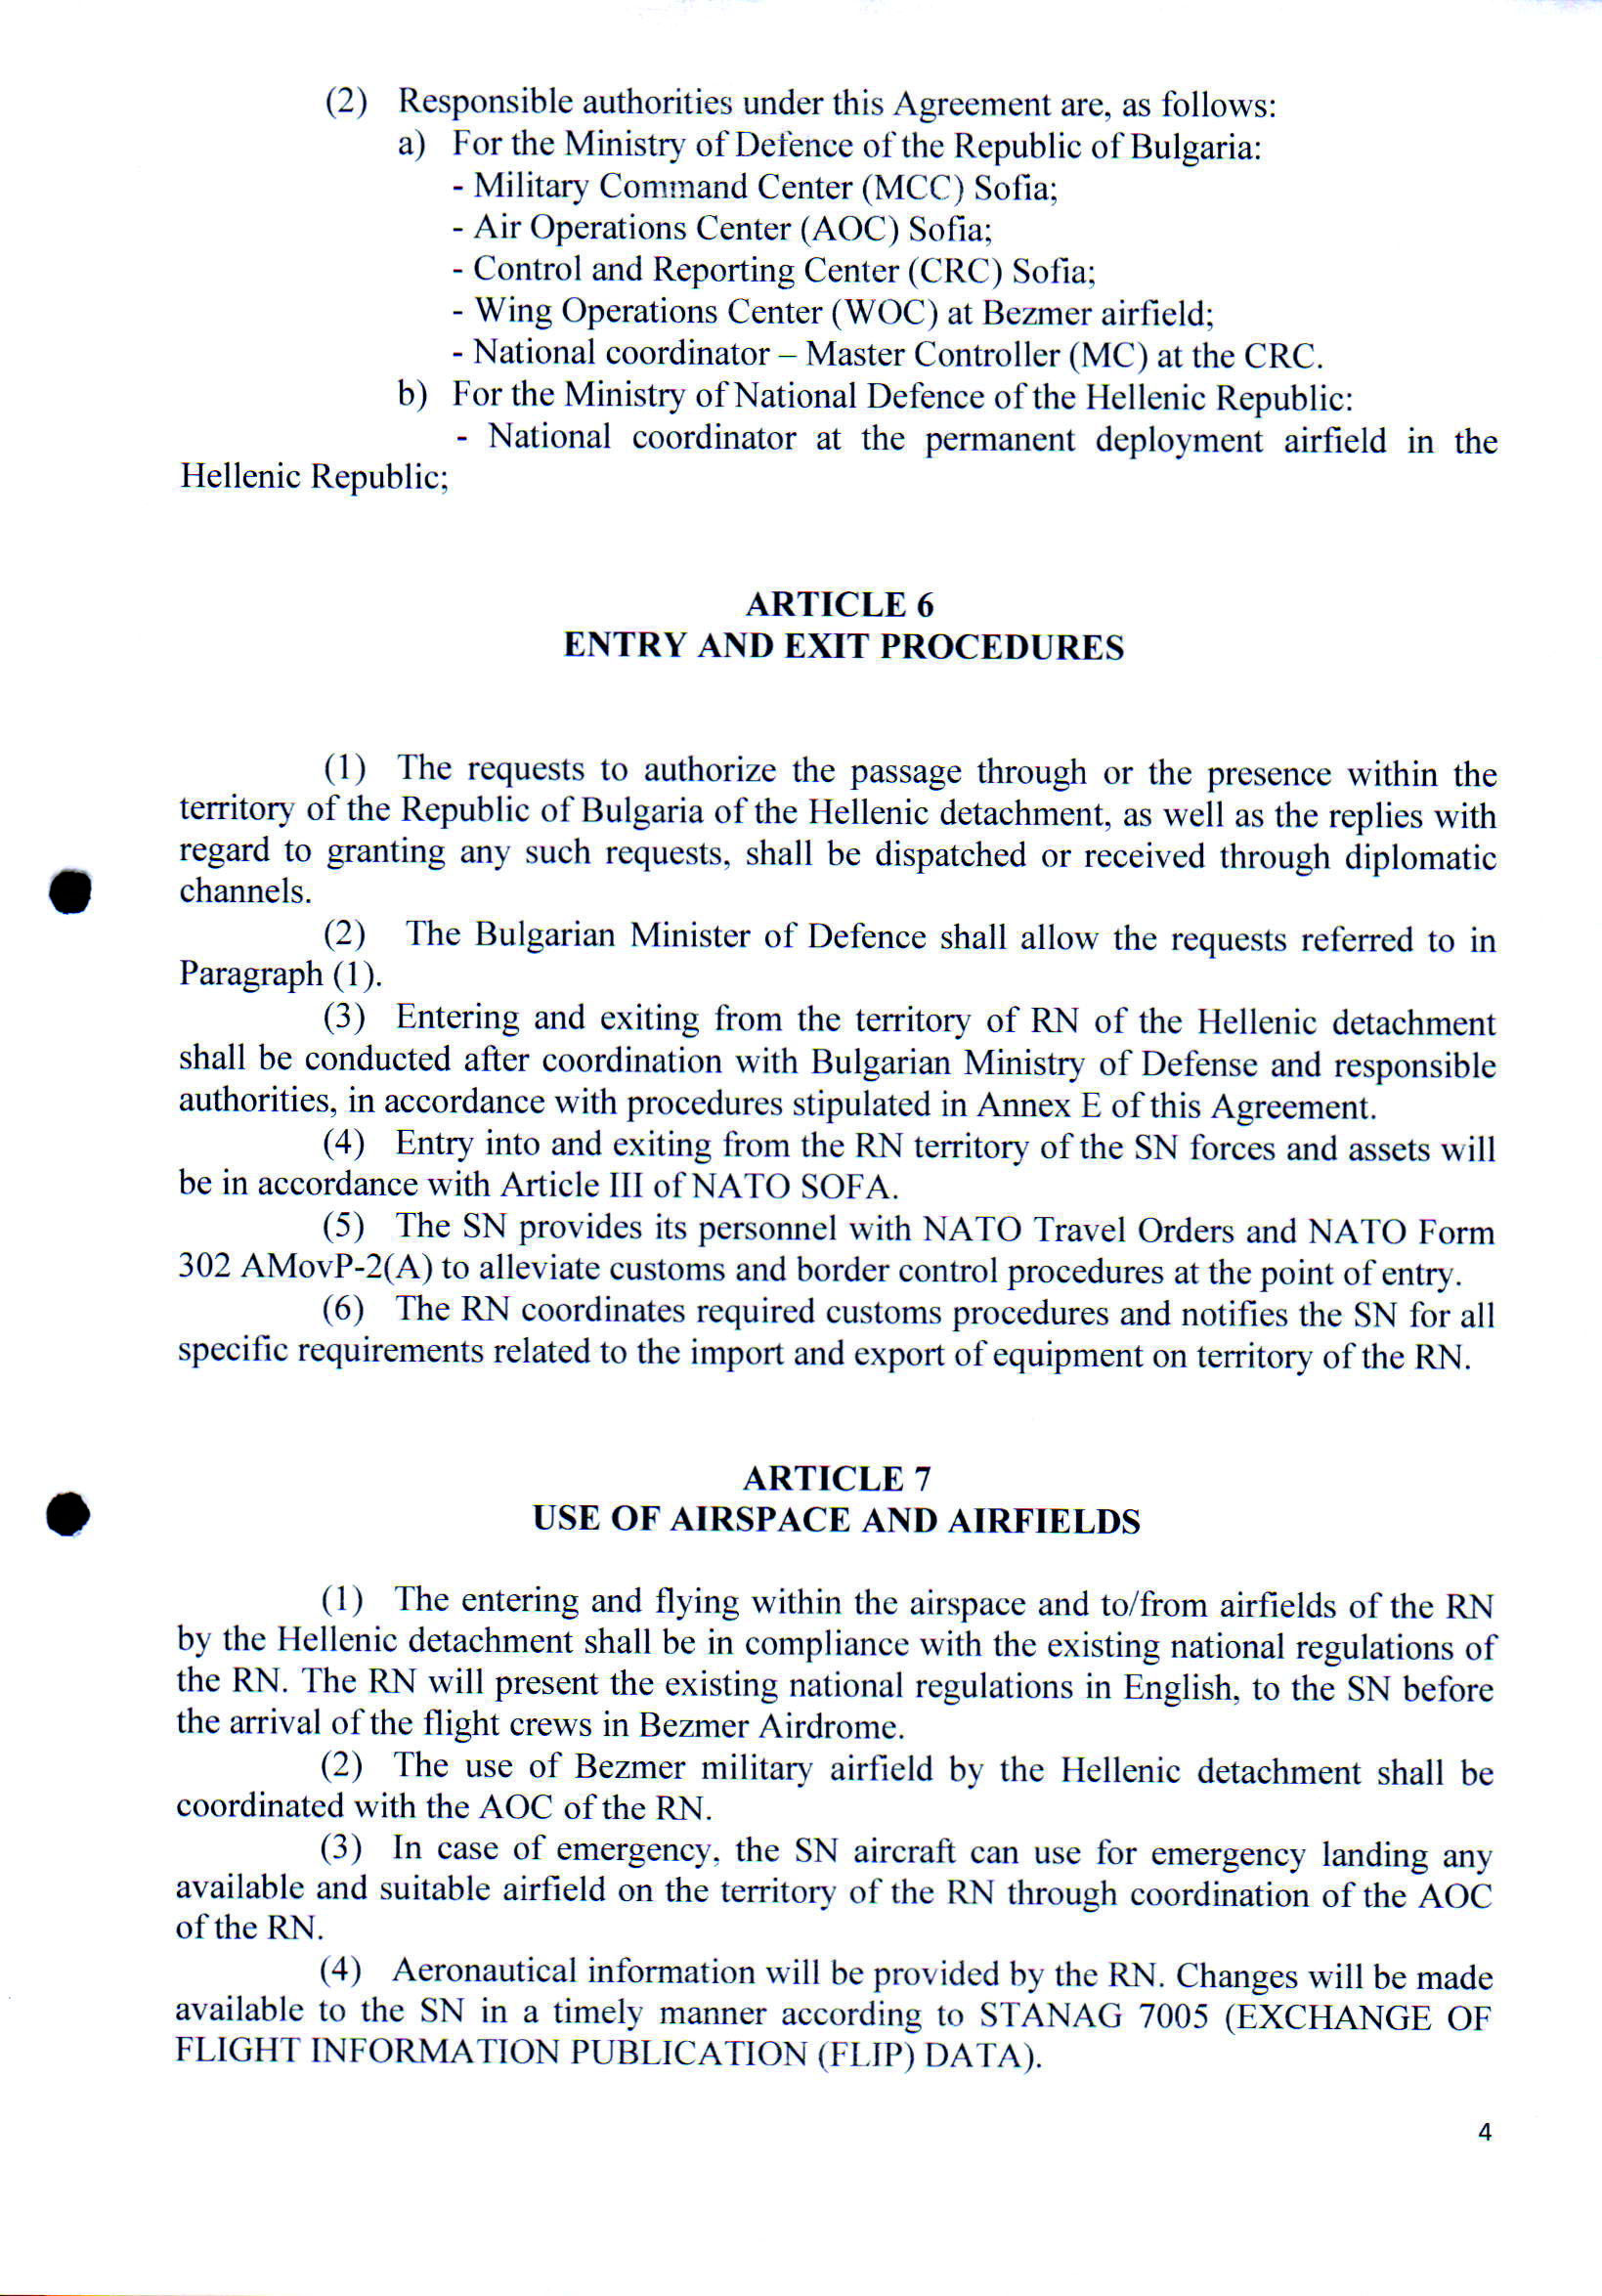 (2) Responsible authorities under this Agreement are, as follows:
a) For the Ministry of Defence of the Republic of Bulgaria:
- Military Command Center (MCC) Sofia;
- Air Operations Center (AOC) Sofia;
- Control and Reporting Center (CRC) Sofia;
- Wing Operations Center (WOC) at Bezmer airfield;
- National coordinator – Master Controller (MC) at the CRC.
b) For the Ministry of National Defence of the Hellenic Republic:
- National coordinator at the permanent deployment airfield in the
Hellenic Republic;
ARTICLE 6
ENTRY AND EXIT PROCEDURES
(1) The requests to authorize the passage through or the presence within the
territory of the Republic of Bulgaria of the Hellenic detachment, as well as the replies with
regard to granting any such requests, shall be dispatched or received through diplomatic
channels.
(2) The Bulgarian Minister of Defence shall allow the requests referred to in
Paragraph (1).
(3) Entering and exiting from the territory of RN of the Hellenic detachment
shall be conducted after coordination with Bulgarian Ministry of Defense and responsible
authorities, in accordance with procedures stipulated in Annex E of this Agreement.
(4) Entry into and exiting from the RN territory of the SN forces and assets will
be in accordance with Article III of NATO SOFA.
(5) The SN provides its personnel with NATO Travel Orders and NATO Form
302 AMovP-2(A) to alleviate customs and border control procedures at the point of entry.
(6) The RN coordinates required customs procedures and notifies the SN for all
specific requirements related to the import and export of equipment on territory of the RN.
ARTICLE 7
USE OF AIRSPACE AND AIRFIELDS
(1) The entering and flying within the airspace and to/from airfields of the RN
by the Hellenic detachment shall be in compliance with the existing national regulations of
the RN. The RN will present the existing national regulations in English, to the SN before
the arrival of the flight crews in Bezmer Airdrome.
(2) The use of Bezmer military airfield by the Hellenic detachment shall be
coordinated with the AOC of the RN.
(3) In case of emergency, the SN aircraft can use for emergency landing any
available and suitable airfield on the territory of the RN through coordination of the AOC
of the RN.
(4) Aeronautical information will be provided by the RN. Changes will be made
available to the SN in a timely manner according to STANAG 7005 (EXCHANGE OF
FLIGHT INFORMATION PUBLICATION (FLIP) DATA).
4